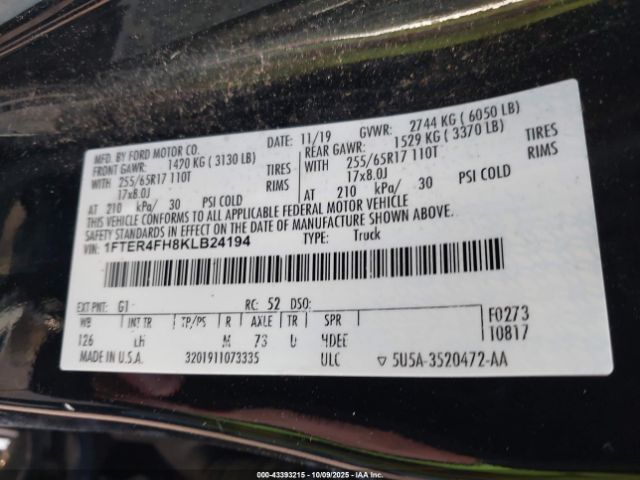 MFD. BY FORD MOTOR CO. DATE: 11/19 GVWR: 2744 KG ( 6050 LB)
FRONT GAWR: 1420 KG ( 3130 LB) REAR GAWR: 1529 KG ( 3370 LB)
WITH 255/65R17 110T TIRES WITH 255/65R17 110T TIRES
17x8.0J RIMS 17x8.0J RIMS
AT 210 kPa/ 30 PSI COLD AT 210 kPa/ 30 PSI COLD
THIS VEHICLE CONFORMS TO ALL APPLICABLE FEDERAL MOTOR VEHICLE
SAFETY STANDARDS IN EFFECT ON THE DATE OF MANUFACTURE SHOWN ABOVE.
VIN: 1FTER4FH8KLB24194 TYPE: Truck
EXT PNT: G1 RC: 52 DSO: F0273
WB INT TR TP/PS R AXLE TR SPR 10817
126 LH M 73 U 4DEE
MADE IN U.S.A. 3201911073335 ULC ▽ 5U5A-3520472-AA
000-43393215 - 10/09/2025 - IAA